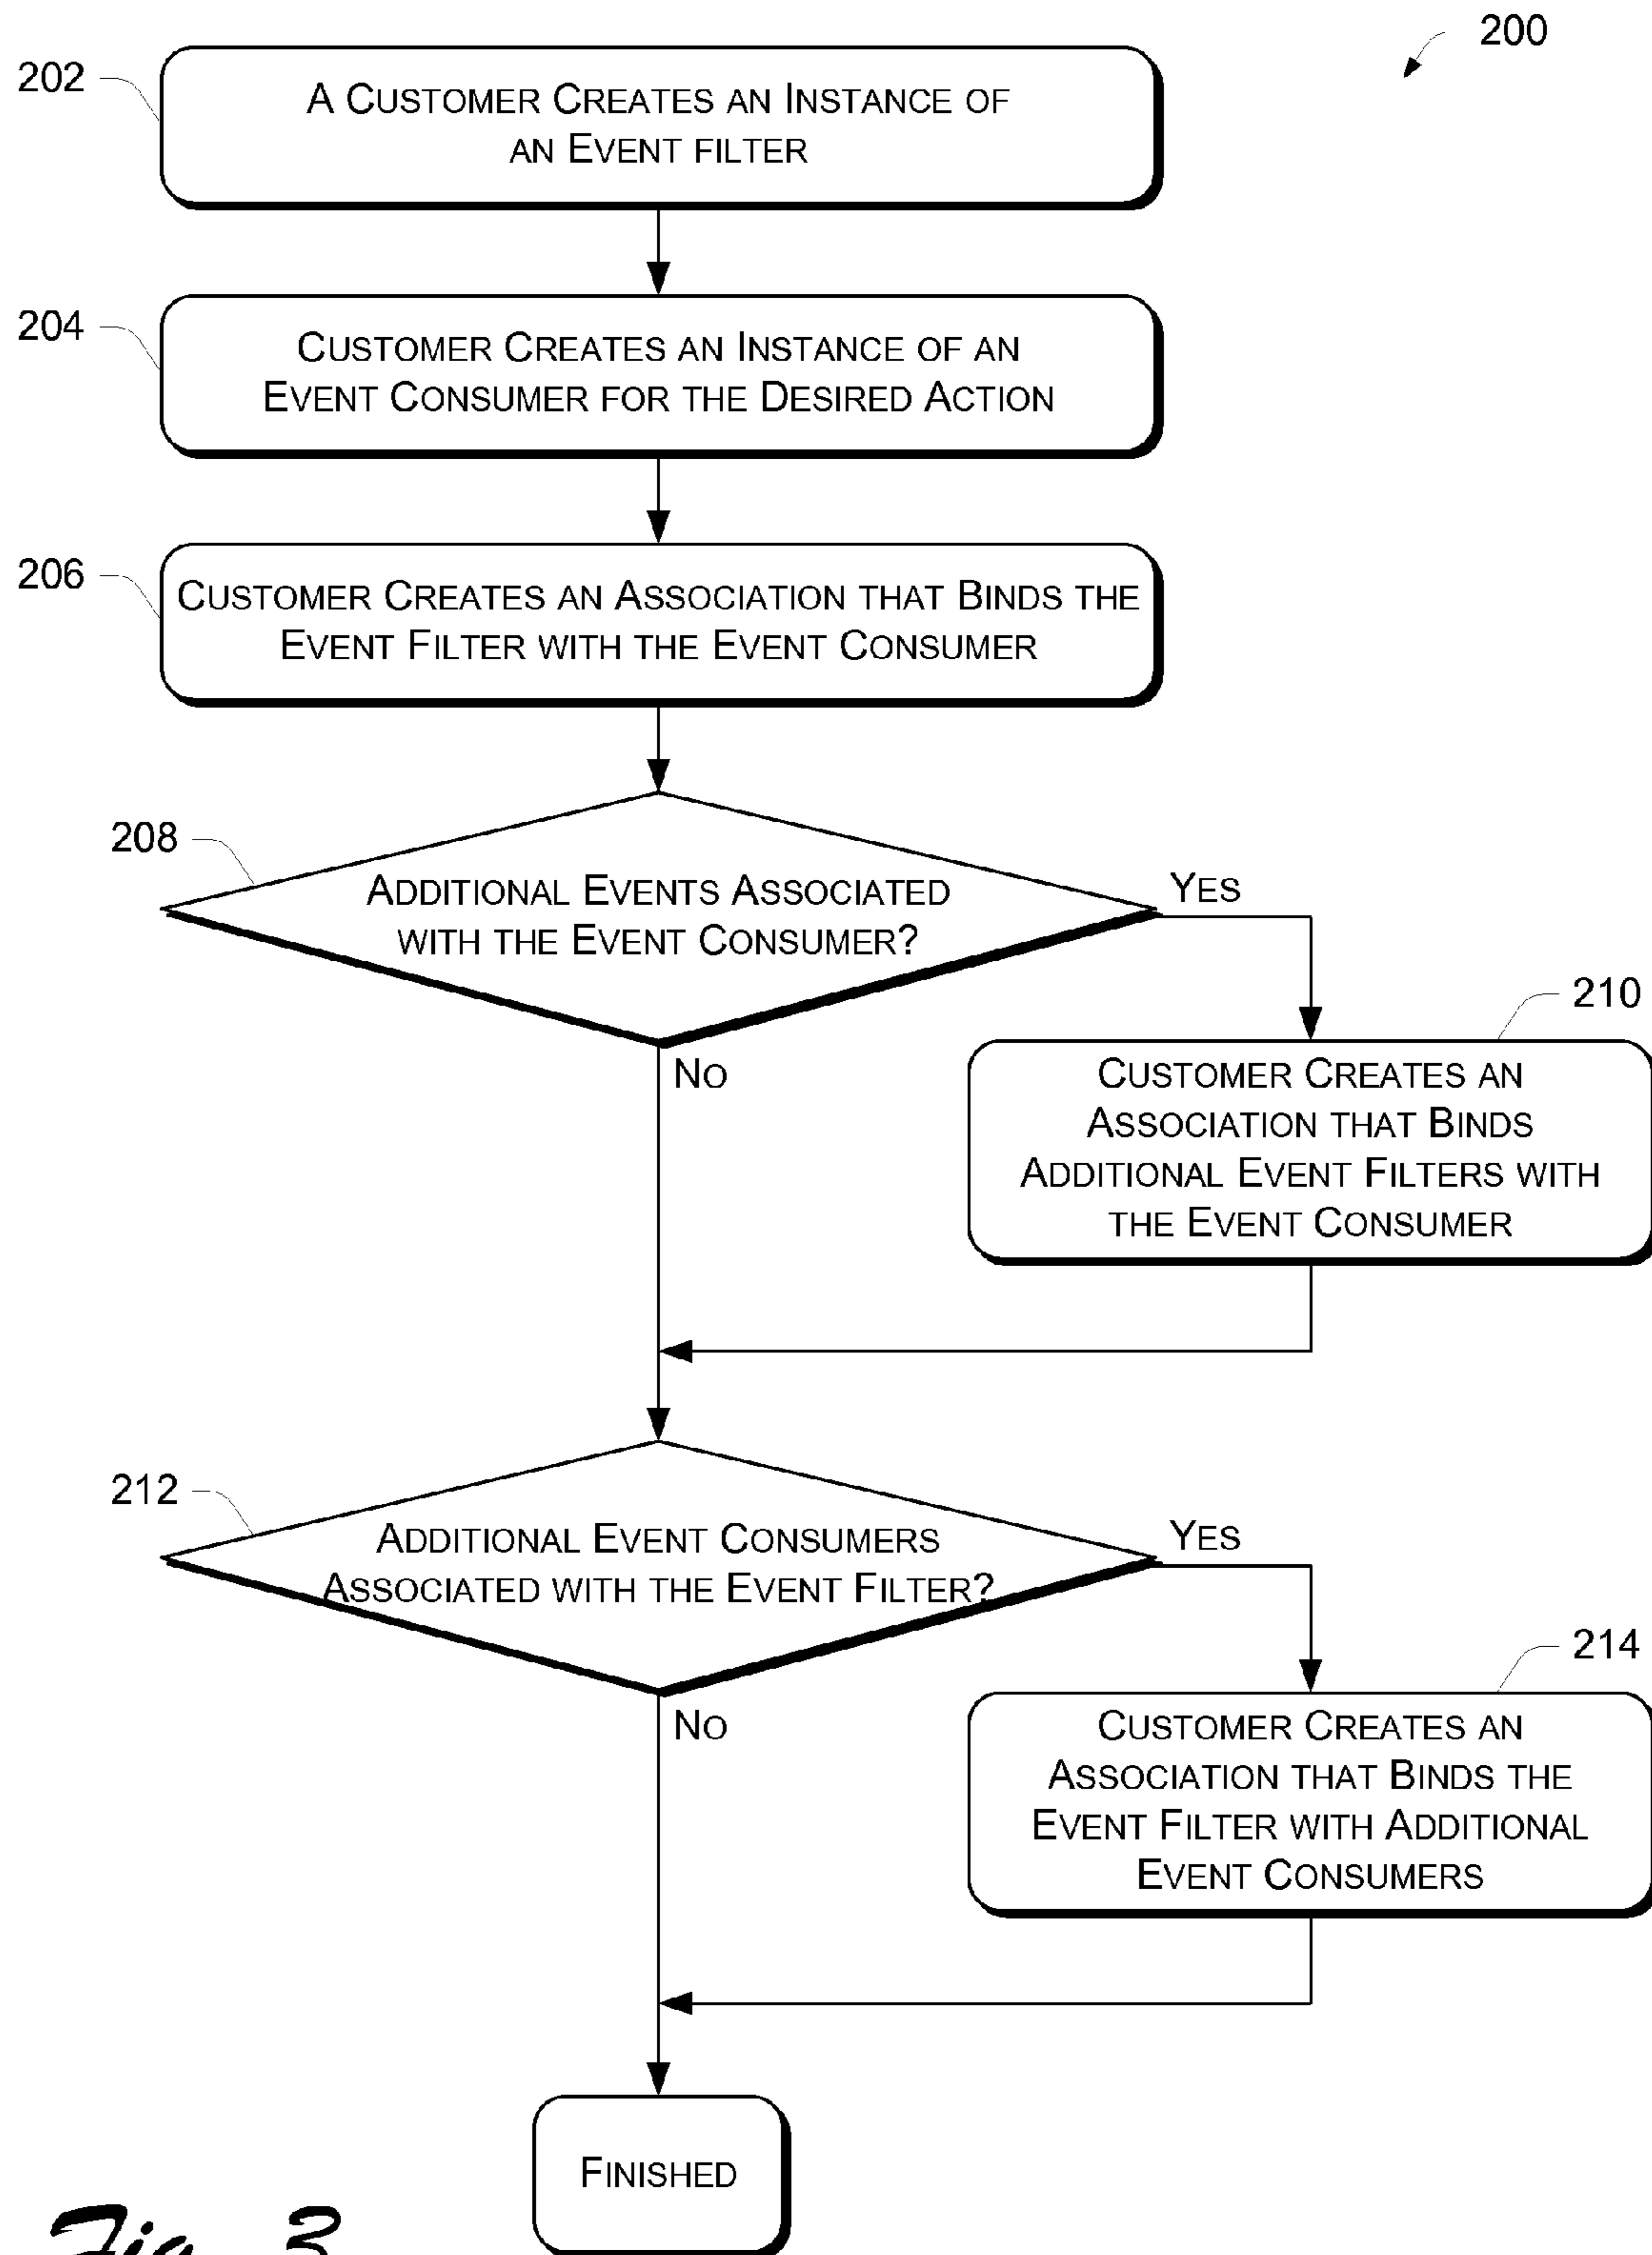 200
202
A CUSTOMER CREATES AN INSTANCE OF
AN EVENT FILTER
204
CUSTOMER CREATES AN INSTANCE OF AN
EVENT CONSUMER FOR THE DESIRED ACTION
206
CUSTOMER CREATES AN ASSOCIATION THAT BINDS THE
EVENT FILTER WITH THE EVENT CONSUMER
208
ADDITIONAL EVENTS ASSOCIATED
WITH THE EVENT CONSUMER?
YES
NO
210
CUSTOMER CREATES AN
ASSOCIATION THAT BINDS
ADDITIONAL EVENT FILTERS WITH
THE EVENT CONSUMER
212
ADDITIONAL EVENT CONSUMERS
ASSOCIATED WITH THE EVENT FILTER?
YES
NO
214
CUSTOMER CREATES AN
ASSOCIATION THAT BINDS THE
EVENT FILTER WITH ADDITIONAL
EVENT CONSUMERS
FINISHED
Fig. 3